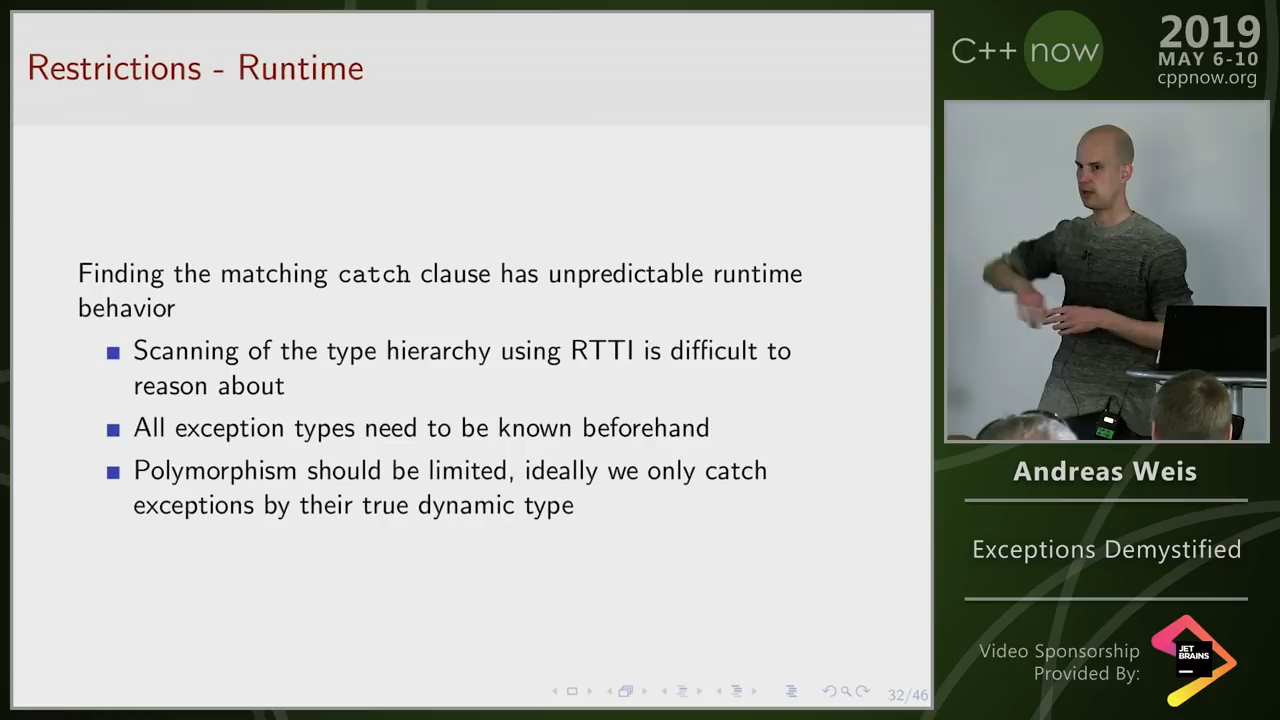 Restrictions - Runtime
Finding the matching catch clause has unpredictable runtime
behavior
■ Scanning of the type hierarchy using RTTI is difficult to
reason about
■ All exception types need to be known beforehand
■ Polymorphism should be limited, ideally we only catch
exceptions by their true dynamic type
32/46
C++ now
2019
MAY 6-10
cppnow.org
Andreas Weis
Exceptions Demystified
Video Sponsorship
Provided By:
JET
BRAINS